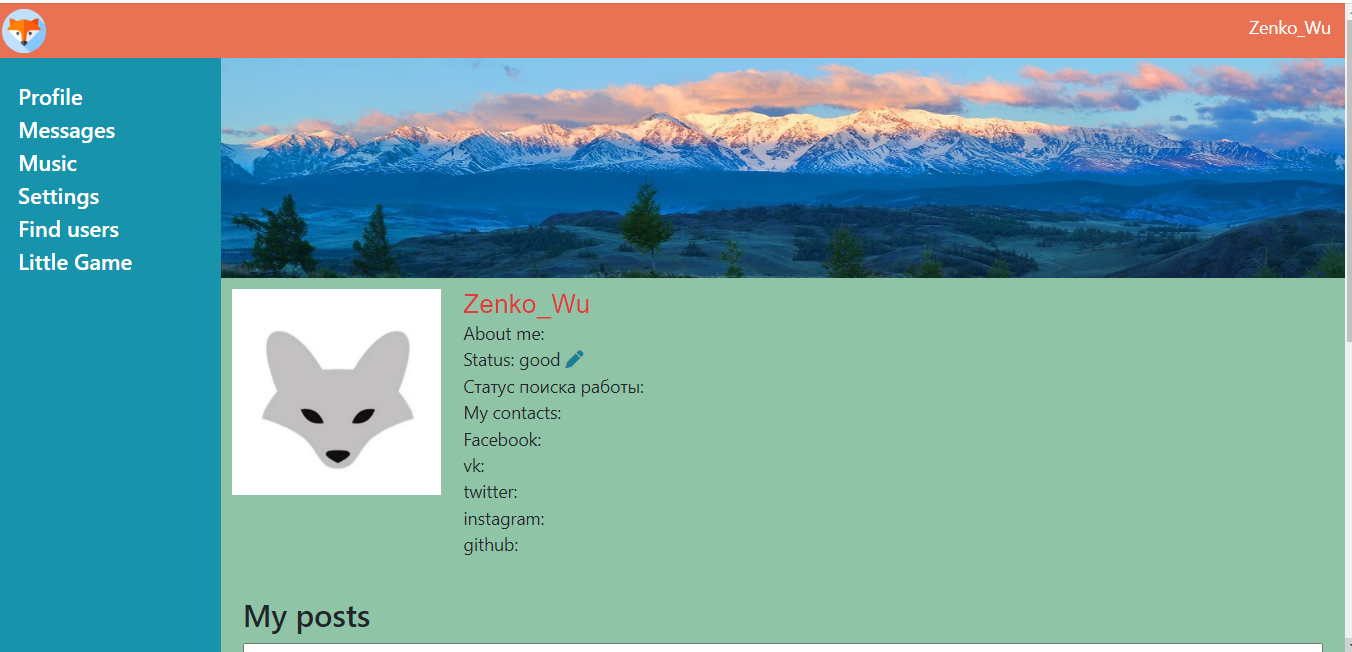 Zenko_Wu
Profile
Messages
Music
Settings
Find users
Little Game
Zenko_Wu
About me:
Status: good
Статус поиска работы:
My contacts:
Facebook:
vk:
twitter:
instagram:
github:
My posts